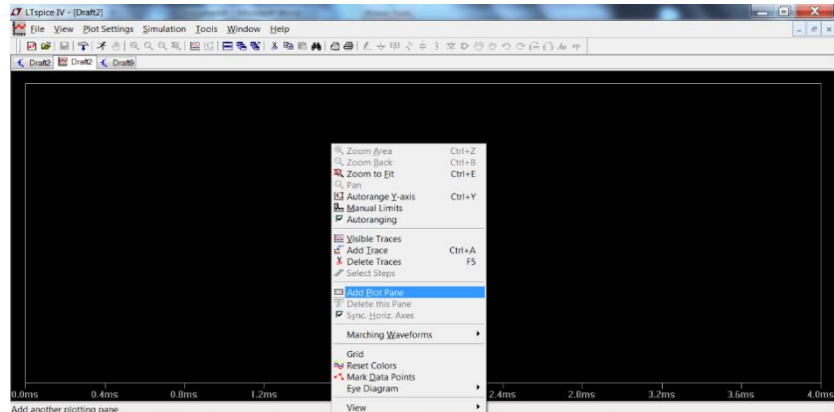 LTspice IV - [Draft2]
File View Plot Settings Simulation Tools Window Help
Draft2 Draft2 Draft9
Zoom Area Ctrl+Z
Zoom Back Ctrl+B
Zoom to Fit Ctrl+E
Pan
Autorange Y-axis Ctrl+Y
Manual Limits
Autoranging
Visible Traces
Add Trace Ctrl+A
Delete Traces F5
Select Steps
Add Plot Pane
Delete this Pane
Sync. Horiz. Axes
Marching Waveforms
Grid
Reset Colors
Mark Data Points
Eye Diagram
View
0.0ms 0.4ms 0.8ms 1.2ms 2.4ms 2.8ms 3.2ms 3.6ms 4.0ms
Add another plotting pane